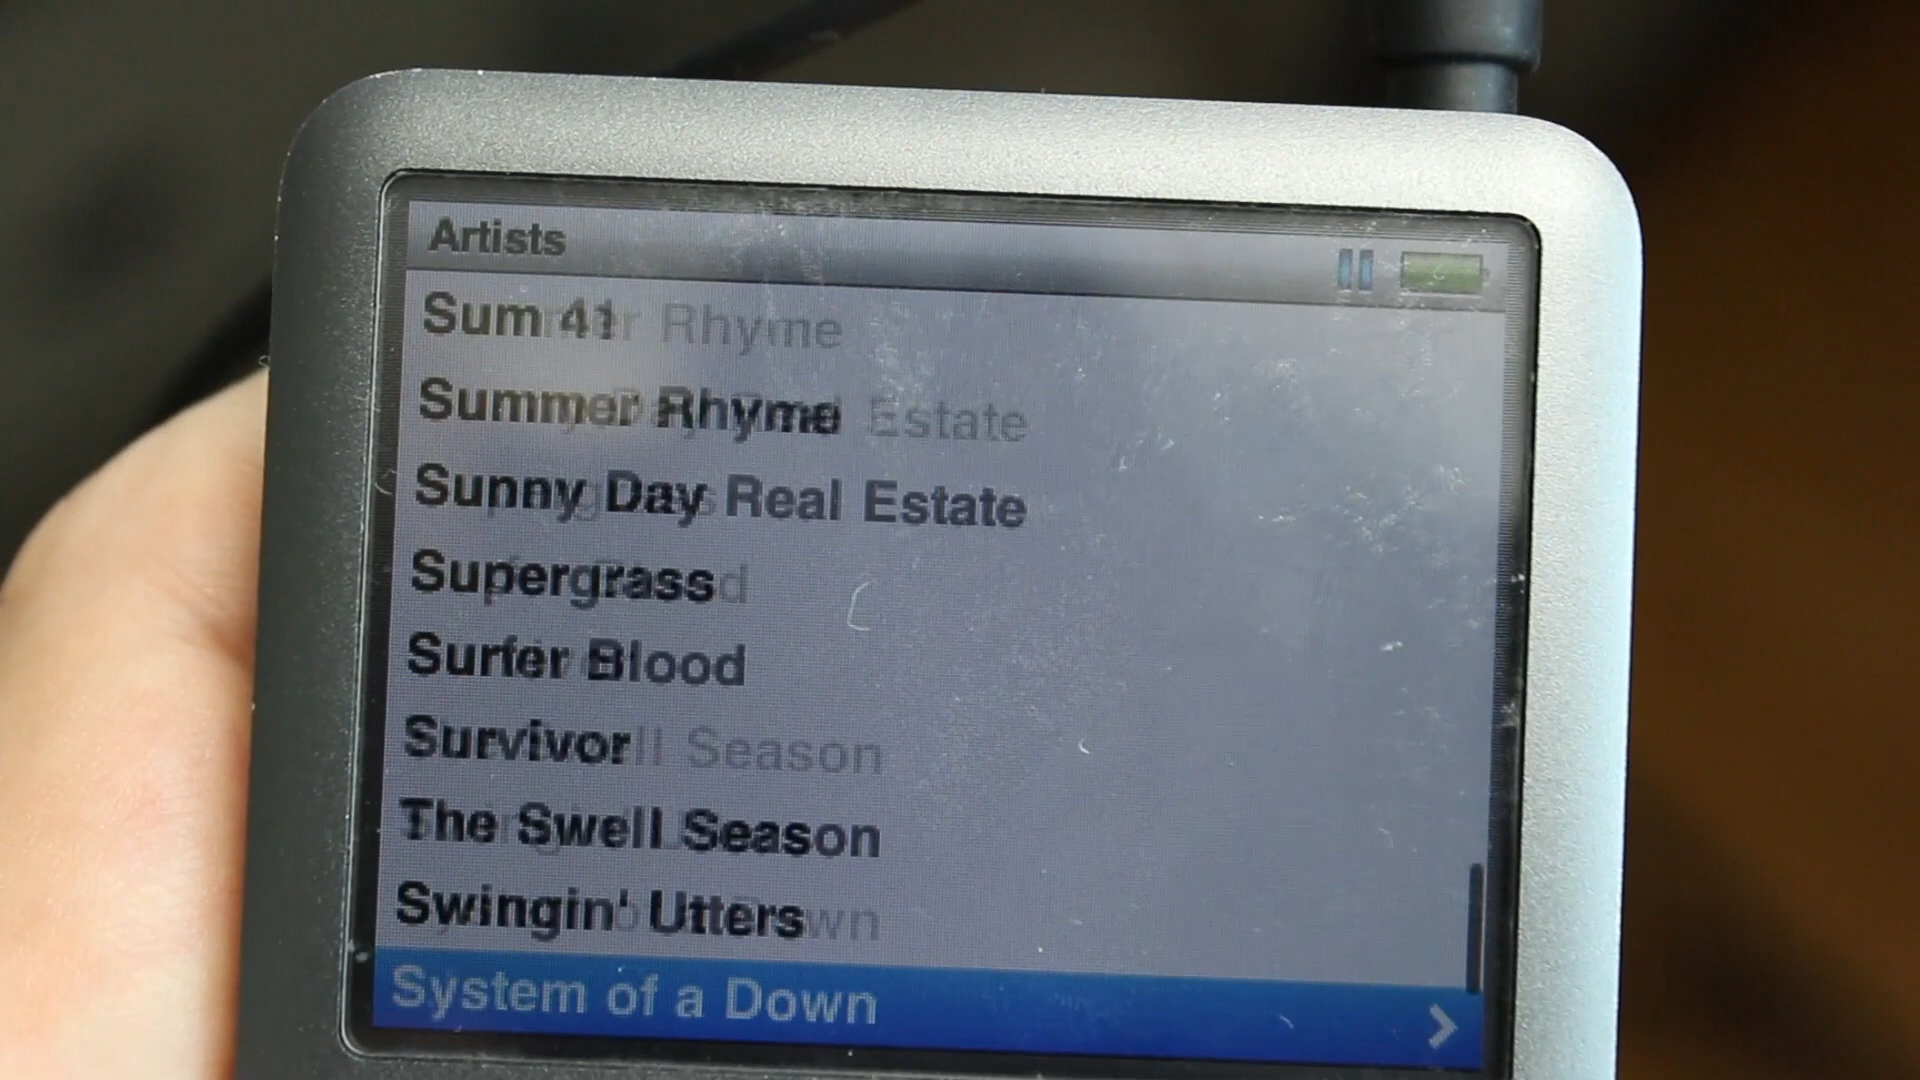 Artists
Sum 41
Summer Rhyme
Sunny Day Real Estate
Supergrass
Surfer Blood
Survivor
The Swell Season
Swingin' Utters
System of a Down